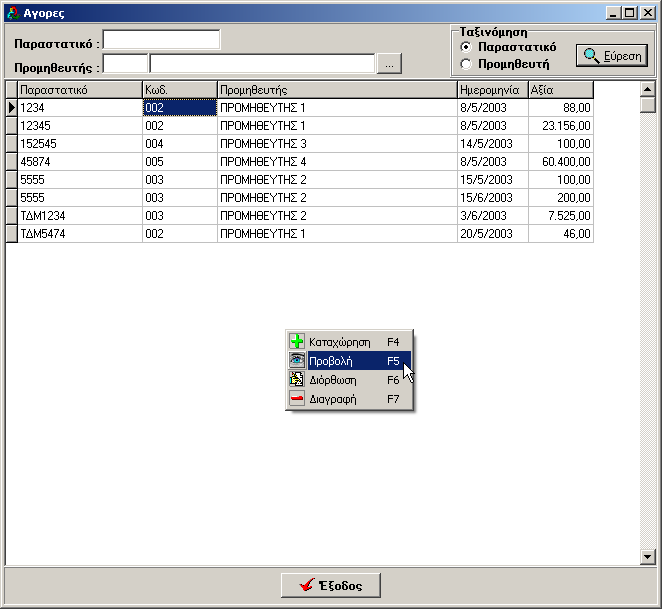 Αγορες
Παραστατικό :
Προμηθευτής : ...
Ταξινόμηση
Παραστατικό
Προμηθευτή
Εύρεση
Παραστατικό Κωδ. Προμηθευτής Ημερομηνία Αξία
1234 002 ΠΡΟΜΗΘΕΥΤΗΣ 1 8/5/2003 88,00
12345 002 ΠΡΟΜΗΘΕΥΤΗΣ 1 8/5/2003 23.156,00
152545 004 ΠΡΟΜΗΘΕΥΤΗΣ 3 14/5/2003 100,00
45874 005 ΠΡΟΜΗΘΕΥΤΗΣ 4 8/5/2003 60.400,00
5555 003 ΠΡΟΜΗΘΕΥΤΗΣ 2 15/5/2003 100,00
5555 003 ΠΡΟΜΗΘΕΥΤΗΣ 2 15/6/2003 200,00
ΤΔΜ1234 003 ΠΡΟΜΗΘΕΥΤΗΣ 2 3/6/2003 7.525,00
ΤΔΜ5474 002 ΠΡΟΜΗΘΕΥΤΗΣ 1 20/5/2003 46,00
Καταχώρηση F4
Προβολή F5
Διόρθωση F6
Διαγραφή F7
Έξοδος